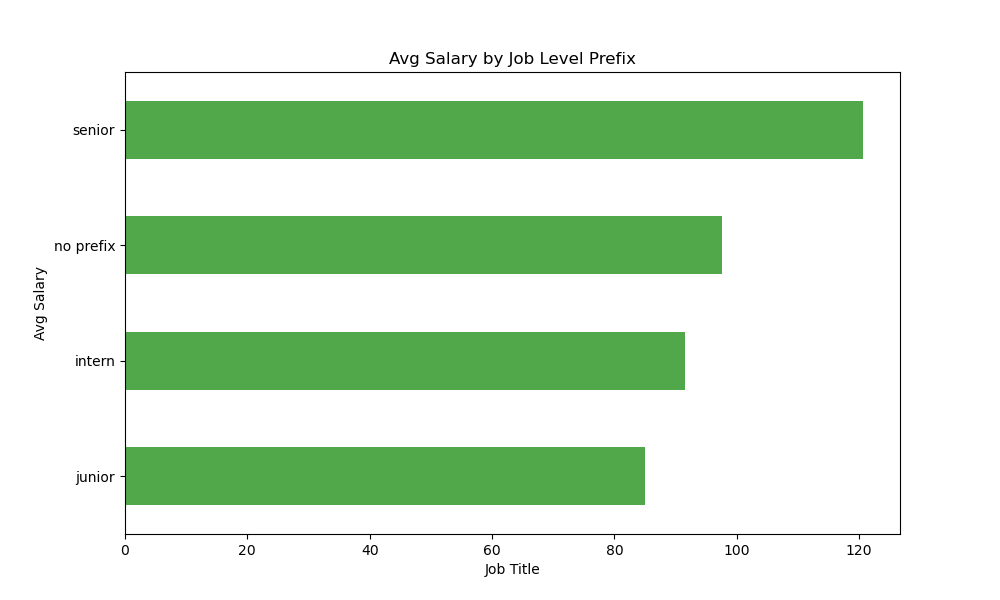 Avg Salary by Job Level Prefix
senior
no prefix
intern
junior
Avg Salary
0 20 40 60 80 100 120
Job Title